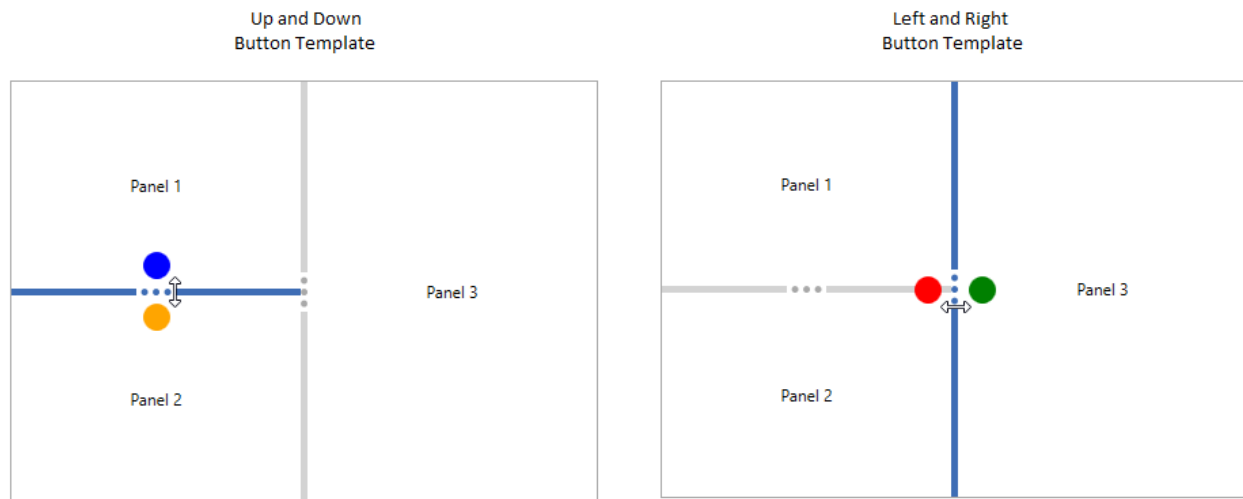 Up and Down
Button Template
Left and Right
Button Template
Panel 1
Panel 2
Panel 3
Panel 1
Panel 2
Panel 3